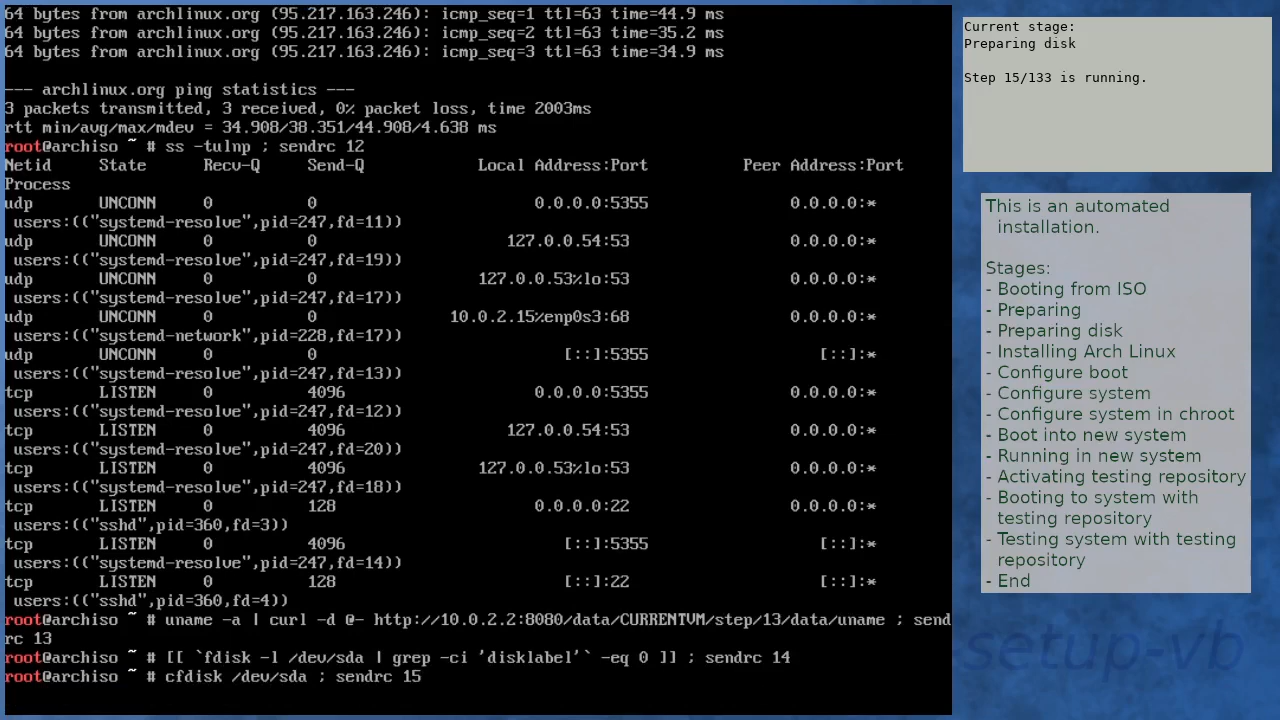 64 bytes from archlinux.org (95.217.163.246): icmp_seq=1 ttl=63 time=44.9 ms
64 bytes from archlinux.org (95.217.163.246): icmp_seq=2 ttl=63 time=35.2 ms
64 bytes from archlinux.org (95.217.163.246): icmp_seq=3 ttl=63 time=34.9 ms
--- archlinux.org ping statistics ---
3 packets transmitted, 3 received, 0% packet loss, time 2003ms
rtt min/avg/max/mdev = 34.908/38.351/44.908/4.638 ms
root@archiso ~ # ss -tulnp ; sendrc 12
Netid State Recv-Q Send-Q Local Address:Port Peer Address:Port
Process
udp UNCONN 0 0 0.0.0.0:5355 0.0.0.0:*
users:(("systemd-resolve",pid=247,fd=11))
udp UNCONN 0 0 127.0.0.54:53 0.0.0.0:*
users:(("systemd-resolve",pid=247,fd=19))
udp UNCONN 0 0 127.0.0.53%lo:53 0.0.0.0:*
users:(("systemd-resolve",pid=247,fd=17))
udp UNCONN 0 0 10.0.2.15%enp0s3:68 0.0.0.0:*
users:(("systemd-network",pid=228,fd=17))
udp UNCONN 0 0 [::]:5355 [::]:*
users:(("systemd-resolve",pid=247,fd=13))
tcp LISTEN 0 4096 0.0.0.0:5355 0.0.0.0:*
users:(("systemd-resolve",pid=247,fd=12))
tcp LISTEN 0 4096 127.0.0.54:53 0.0.0.0:*
users:(("systemd-resolve",pid=247,fd=20))
tcp LISTEN 0 4096 127.0.0.53%lo:53 0.0.0.0:*
users:(("systemd-resolve",pid=247,fd=18))
tcp LISTEN 0 128 0.0.0.0:22 0.0.0.0:*
users:(("sshd",pid=360,fd=3))
tcp LISTEN 0 4096 [::]:5355 [::]:*
users:(("systemd-resolve",pid=247,fd=14))
tcp LISTEN 0 128 [::]:22 [::]:*
users:(("sshd",pid=360,fd=4))
root@archiso ~ # uname -a | curl -d @- http://10.0.2.2:8080/data/CURRENTVM/step/13/data/uname ; send
rc 13
root@archiso ~ # [[ `fdisk -l /dev/sda | grep -ci 'disklabel'` -eq 0 ]] ; sendrc 14
root@archiso ~ # cfdisk /dev/sda ; sendrc 15
Current stage:
Preparing disk
Step 15/133 is running.
This is an automated
installation.
Stages:
- Booting from ISO
- Preparing
- Preparing disk
- Installing Arch Linux
- Configure boot
- Configure system
- Configure system in chroot
- Boot into new system
- Running in new system
- Activating testing repository
- Booting to system with
testing repository
- Testing system with testing
repository
- End
setup-vb